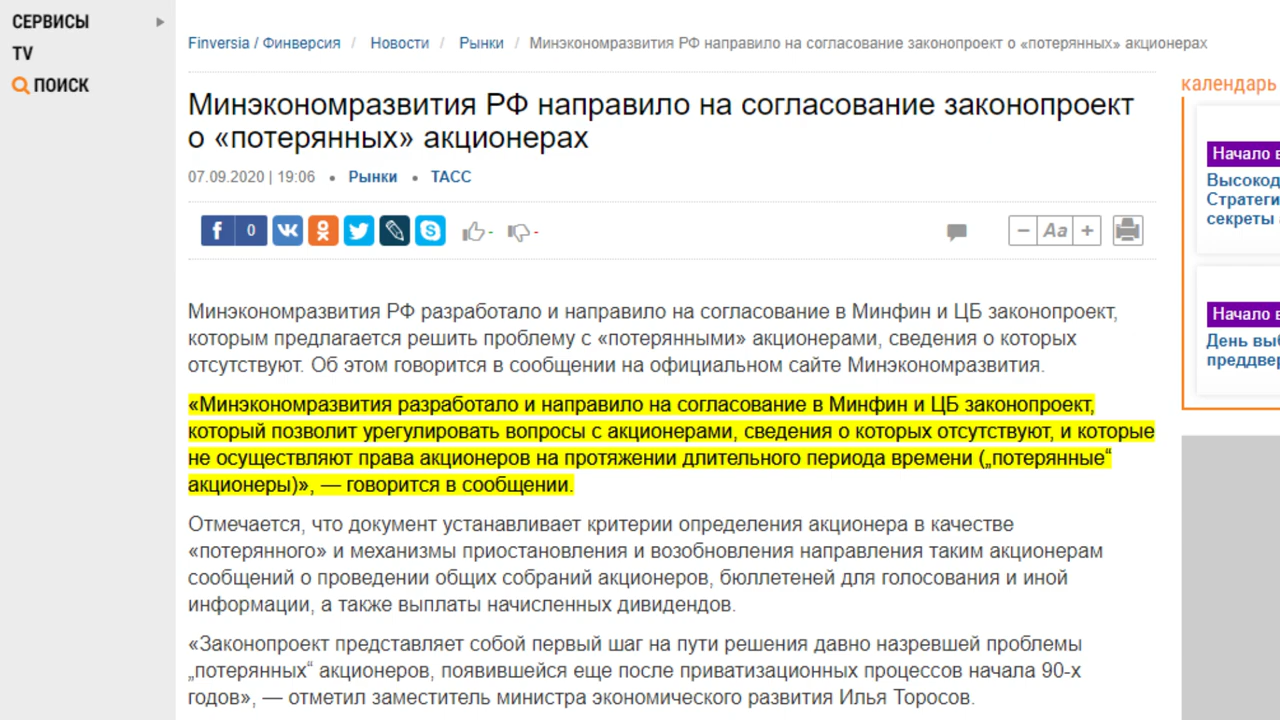 СЕРВИСЫ
TV
ПОИСК
Finversia / Финверсия / Новости / Рынки / Минэкономразвития РФ направило на согласование законопроект о «потерянных» акционерах
Минэкономразвития РФ направило на согласование законопроект
о «потерянных» акционерах
07.09.2020 | 19:06 • Рынки • ТАСС
0
- Aa +
Минэкономразвития РФ разработало и направило на согласование в Минфин и ЦБ законопроект,
которым предлагается решить проблему с «потерянными» акционерами, сведения о которых
отсутствуют. Об этом говорится в сообщении на официальном сайте Минэкономразвития.
«Минэкономразвития разработало и направило на согласование в Минфин и ЦБ законопроект,
который позволит урегулировать вопросы с акционерами, сведения о которых отсутствуют, и которые
не осуществляют права акционеров на протяжении длительного периода времени („потерянные“
акционеры)», — говорится в сообщении.
Отмечается, что документ устанавливает критерии определения акционера в качестве
«потерянного» и механизмы приостановления и возобновления направления таким акционерам
сообщений о проведении общих собраний акционеров, бюллетеней для голосования и иной
информации, а также выплаты начисленных дивидендов.
«Законопроект представляет собой первый шаг на пути решения давно назревшей проблемы
„потерянных“ акционеров, появившейся еще после приватизационных процессов начала 90-х
годов», — отметил заместитель министра экономического развития Илья Торосов.
календарь
Начало в
Высокод
Стратеги
секреты
Начало в
День выб
преддвер